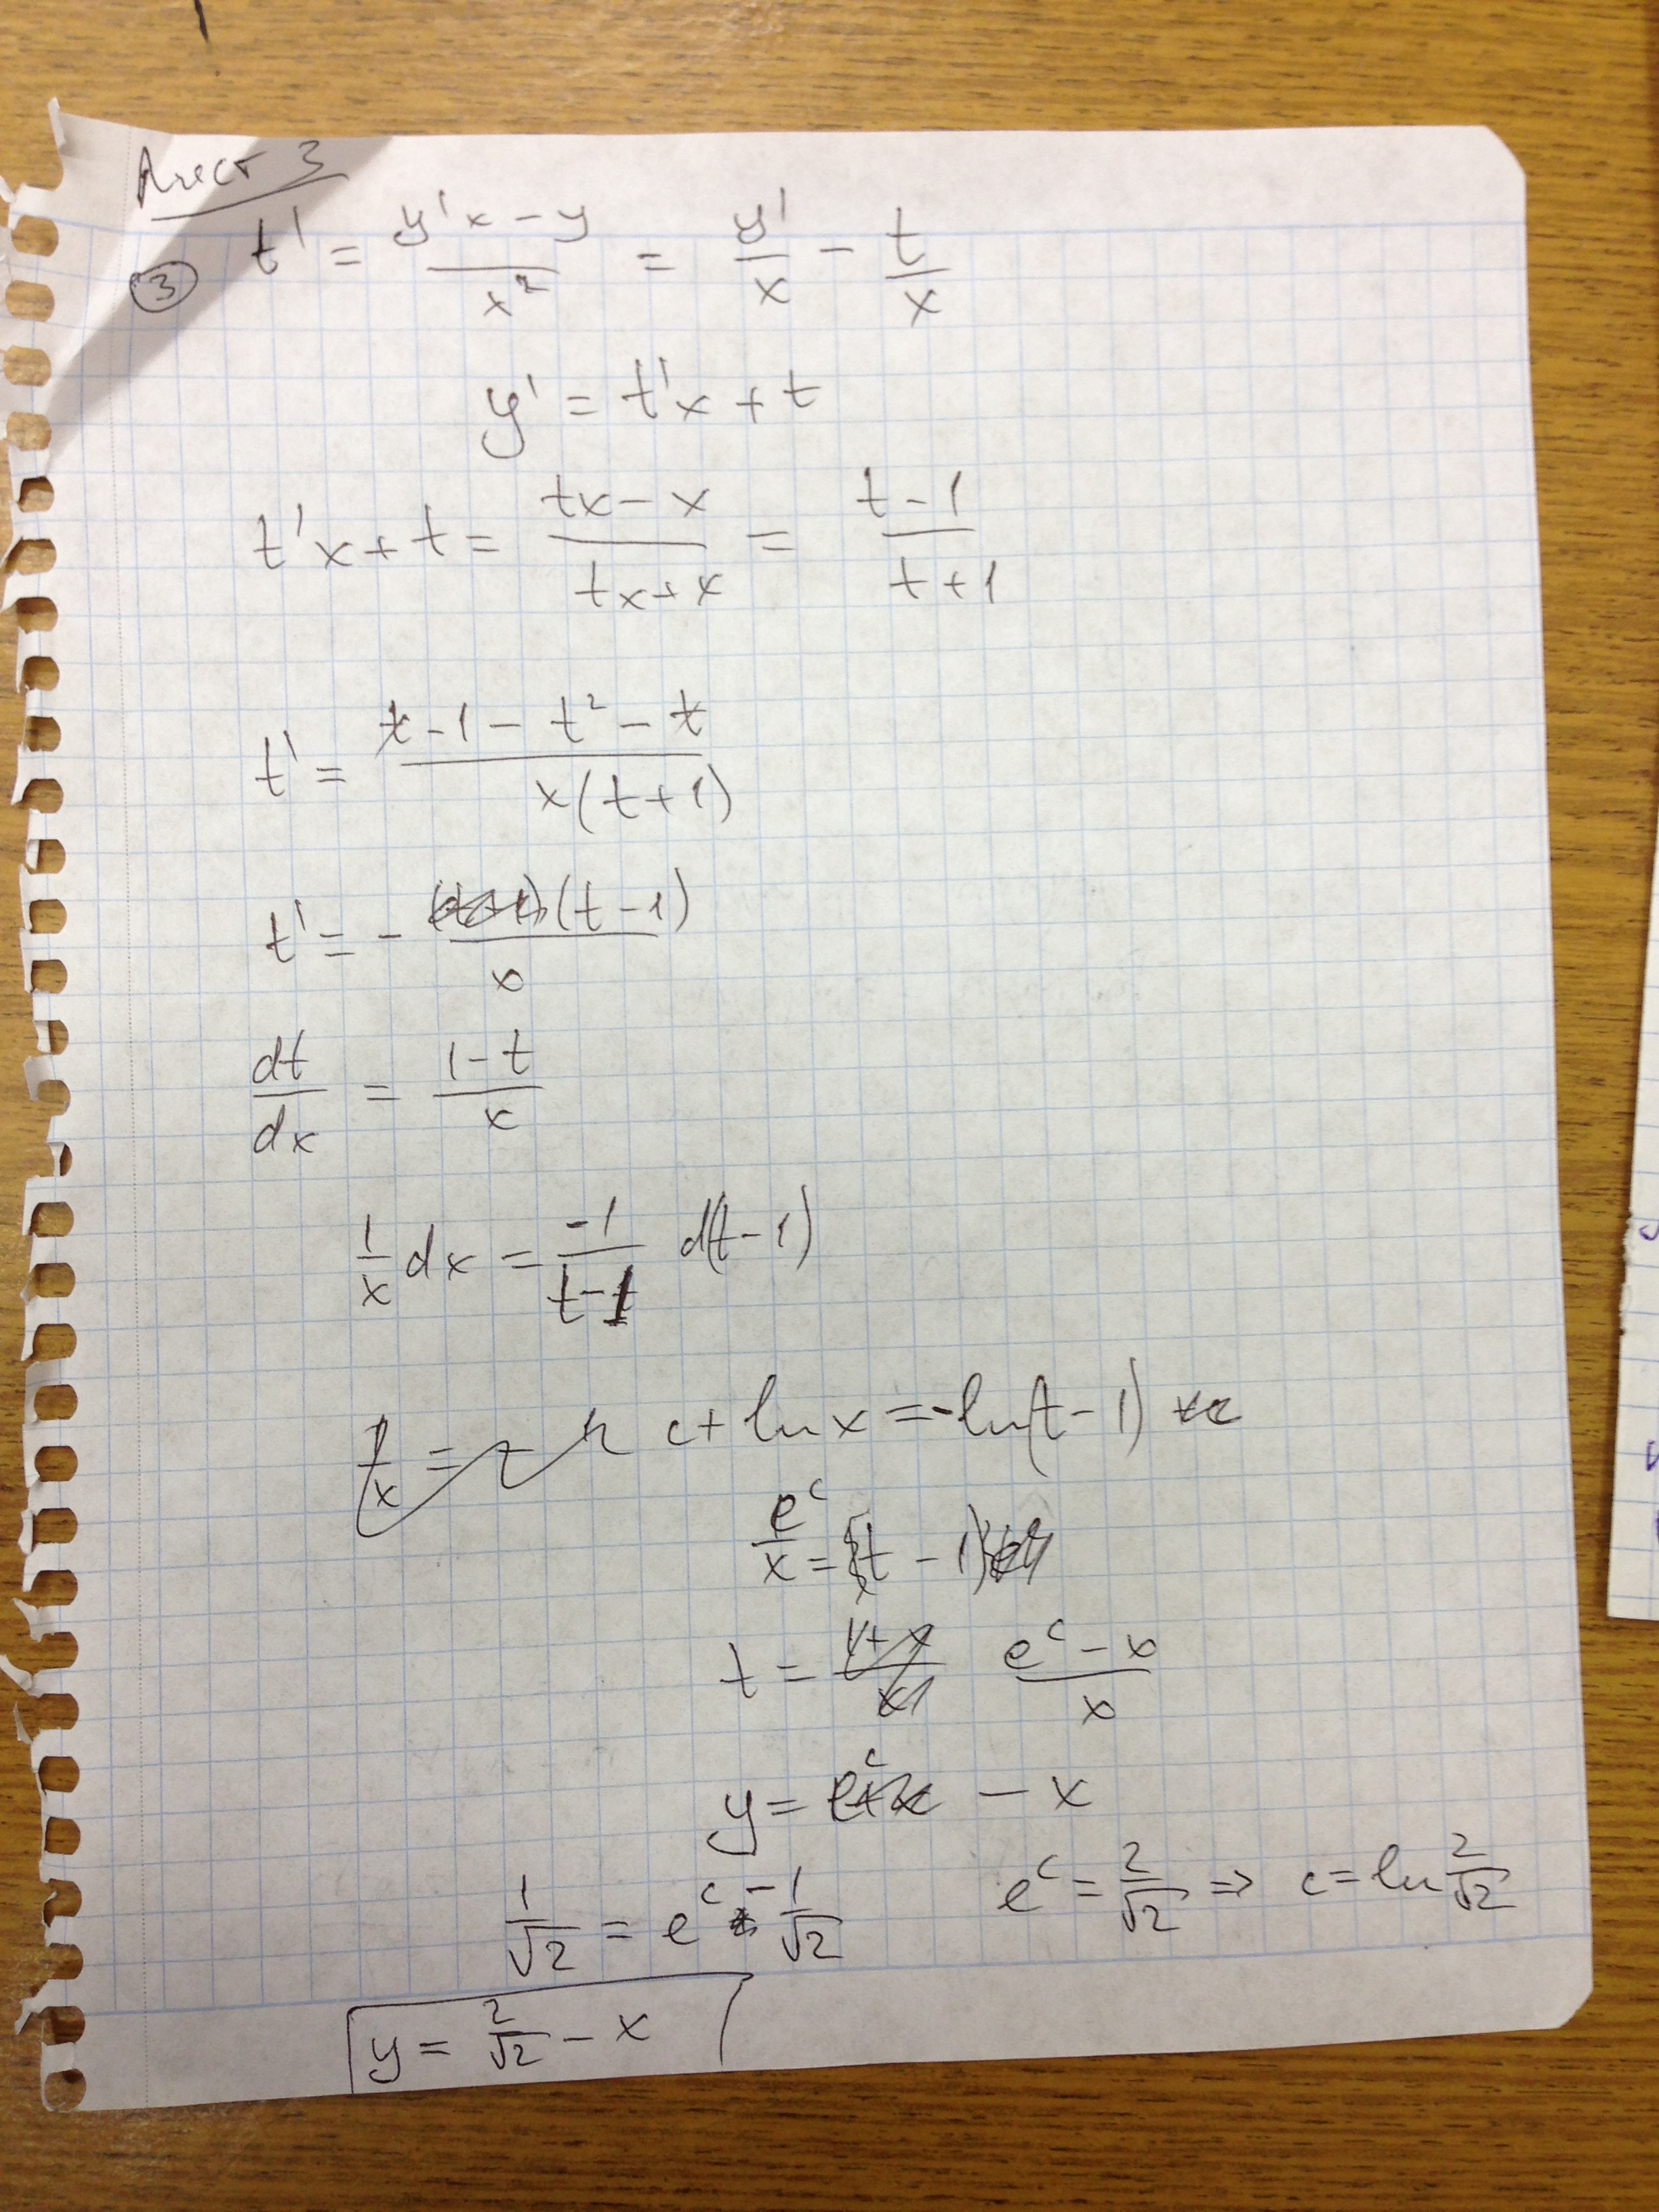 Лист 3
③ t' = \frac{y'x - y}{x^2} = \frac{y'}{x} - \frac{t}{x}
y' = t'x + t
t'x + t = \frac{tx - x}{tx + x} = \frac{t - 1}{t + 1}
t' = \frac{t - 1 - t^2 - t}{x(t + 1)}
t' = - \frac{(t - 1)}{x}
\frac{dt}{dx} = \frac{1 - t}{x}
\frac{1}{x} dx = \frac{-1}{t - 1} d(t - 1)
c + ln x = -ln(t - 1)
\frac{e^c}{x} = t - 1
t = \frac{e^c - x}{x}
y = e^c - x
\frac{1}{\sqrt{2}} = e^c - \frac{1}{\sqrt{2}} e^c = \frac{2}{\sqrt{2}} ⇒ c = ln \frac{2}{\sqrt{2}}
y = \frac{2}{\sqrt{2}} - x